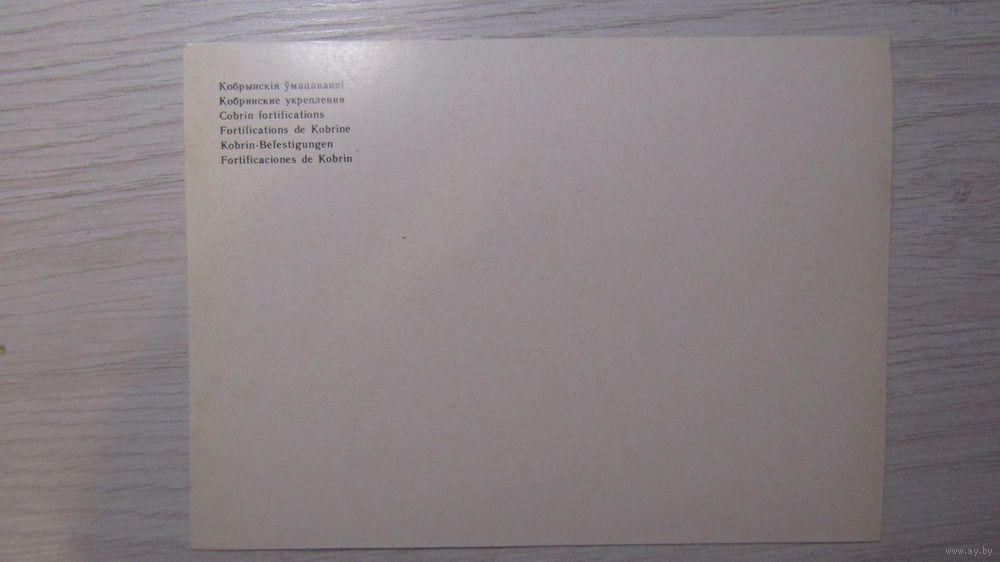 Кобрынскія ўмацаванні
Кобринские укрепления
Cobrin fortifications
Fortifications de Kobrine
Kobrin-Befestigungen
Fortificaciones de Kobrin
www.ay.by